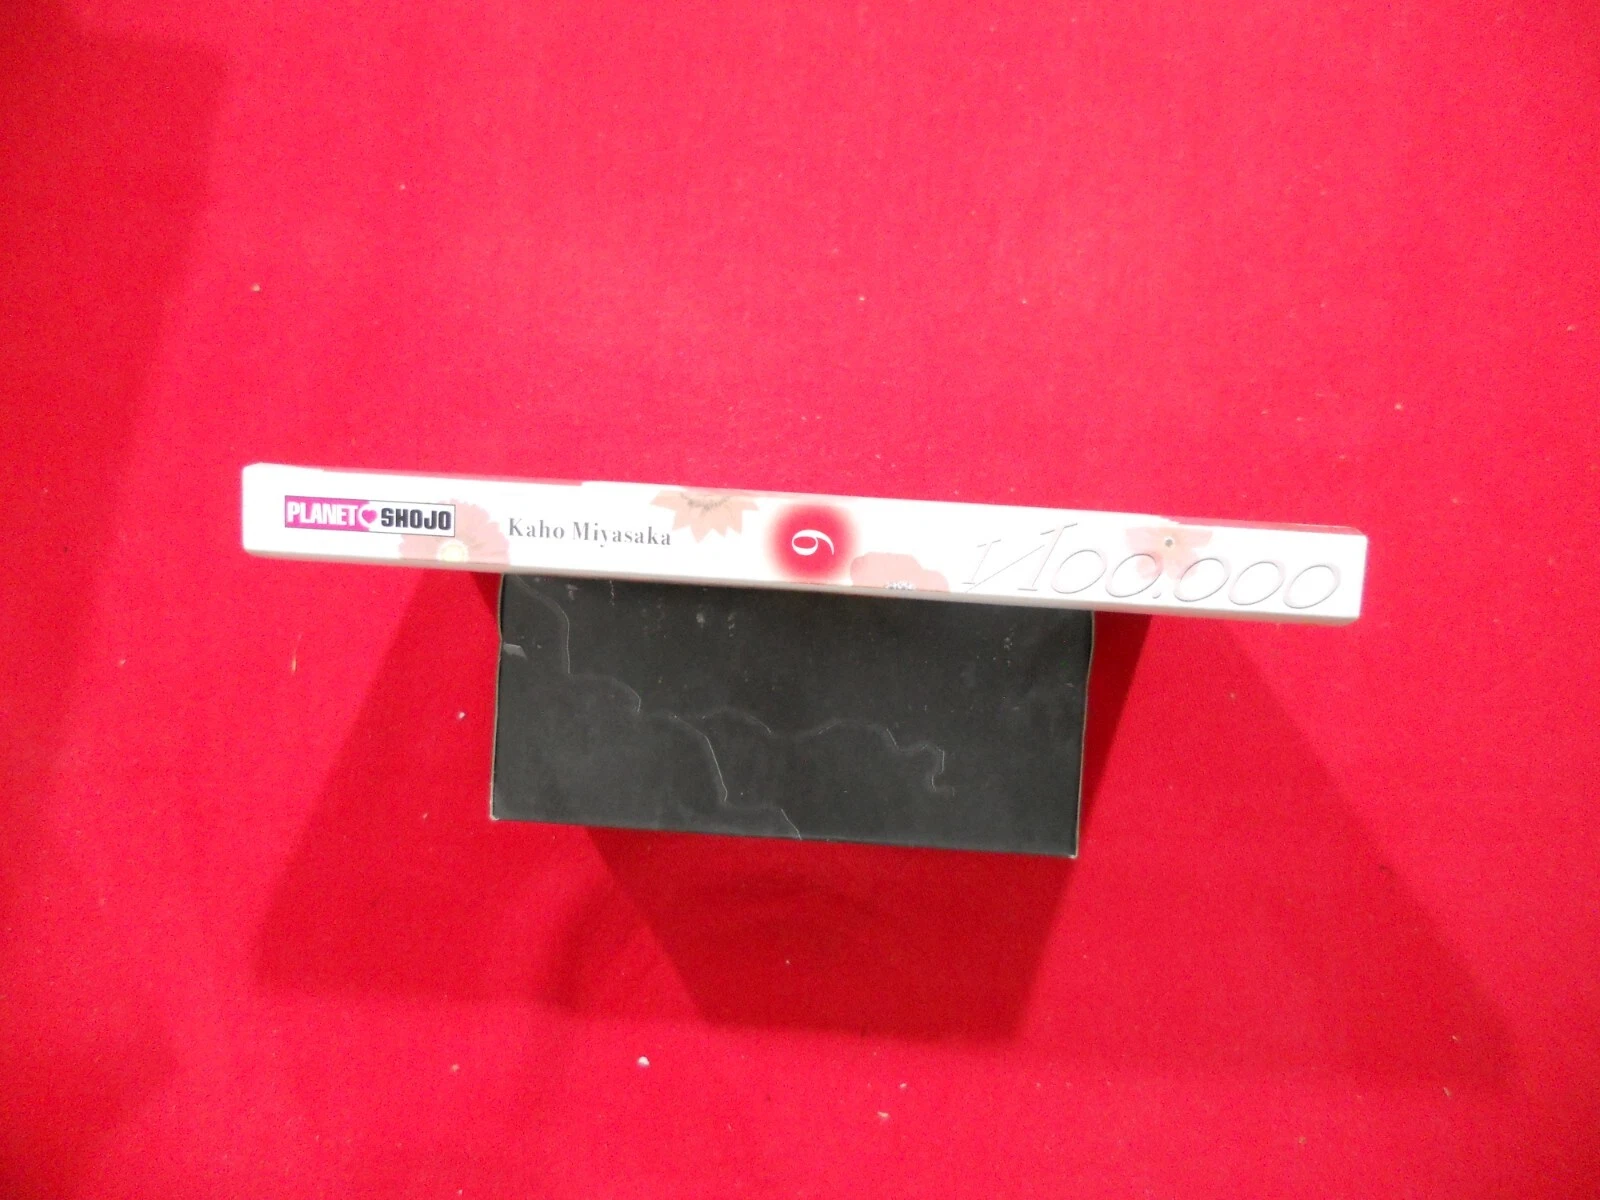 PLANET SHOJO
Kaho Miyasaka
9
1/100.000